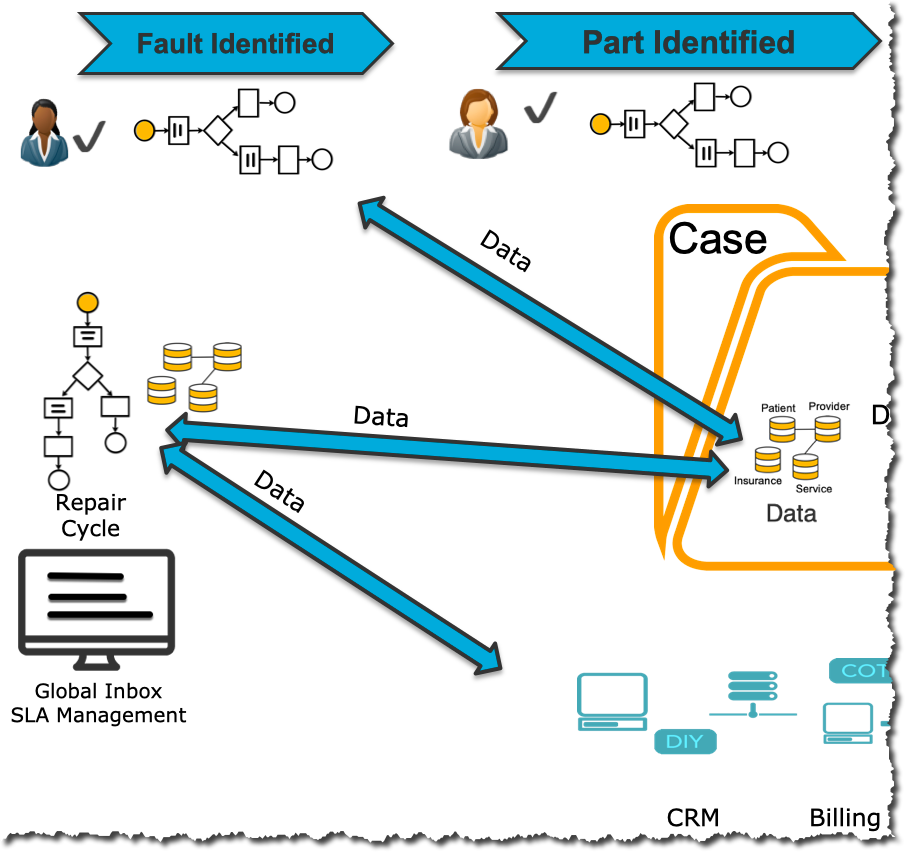 Fault Identified
Part Identified
Data
Case
Patient
Provider
D
Data
Insurance
Service
Data
Data
Repair
Cycle
Global Inbox
SLA Management
COT
DIY
CRM
Billing